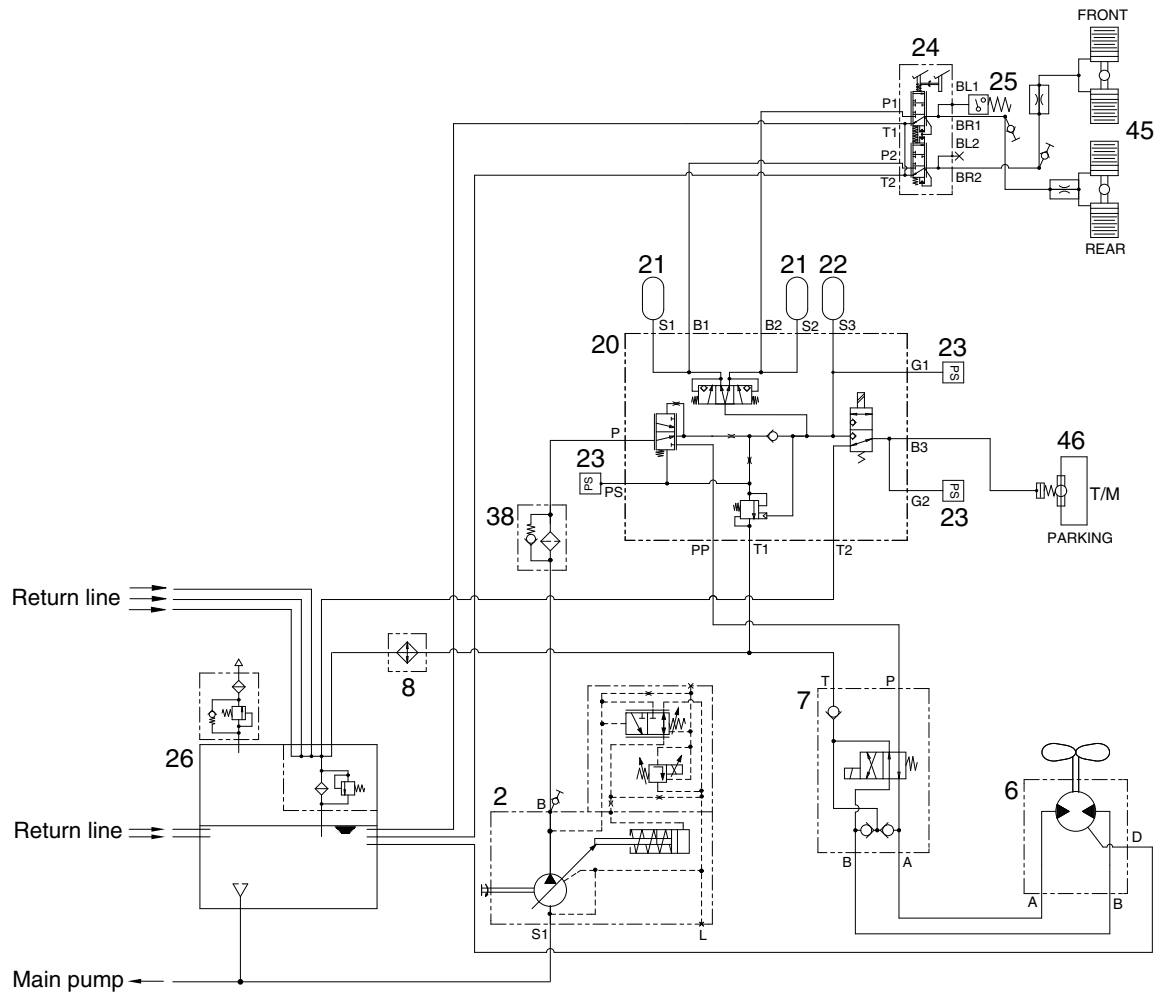 FRONT
24
BL1
25
P1
BR1
T1
BL2
45
P2
T2
BR2
REAR
21
21
22
S1
B1
B2
S2
S3
20
23
G1
PS
P
B3
46
23
PS
PS
G2
PS
23
T/M
38
PARKING
PP
T1
T2
Return line
8
T
P
7
26
2
B
6
Return line
D
B
A
A
B
S1
L
Main pump